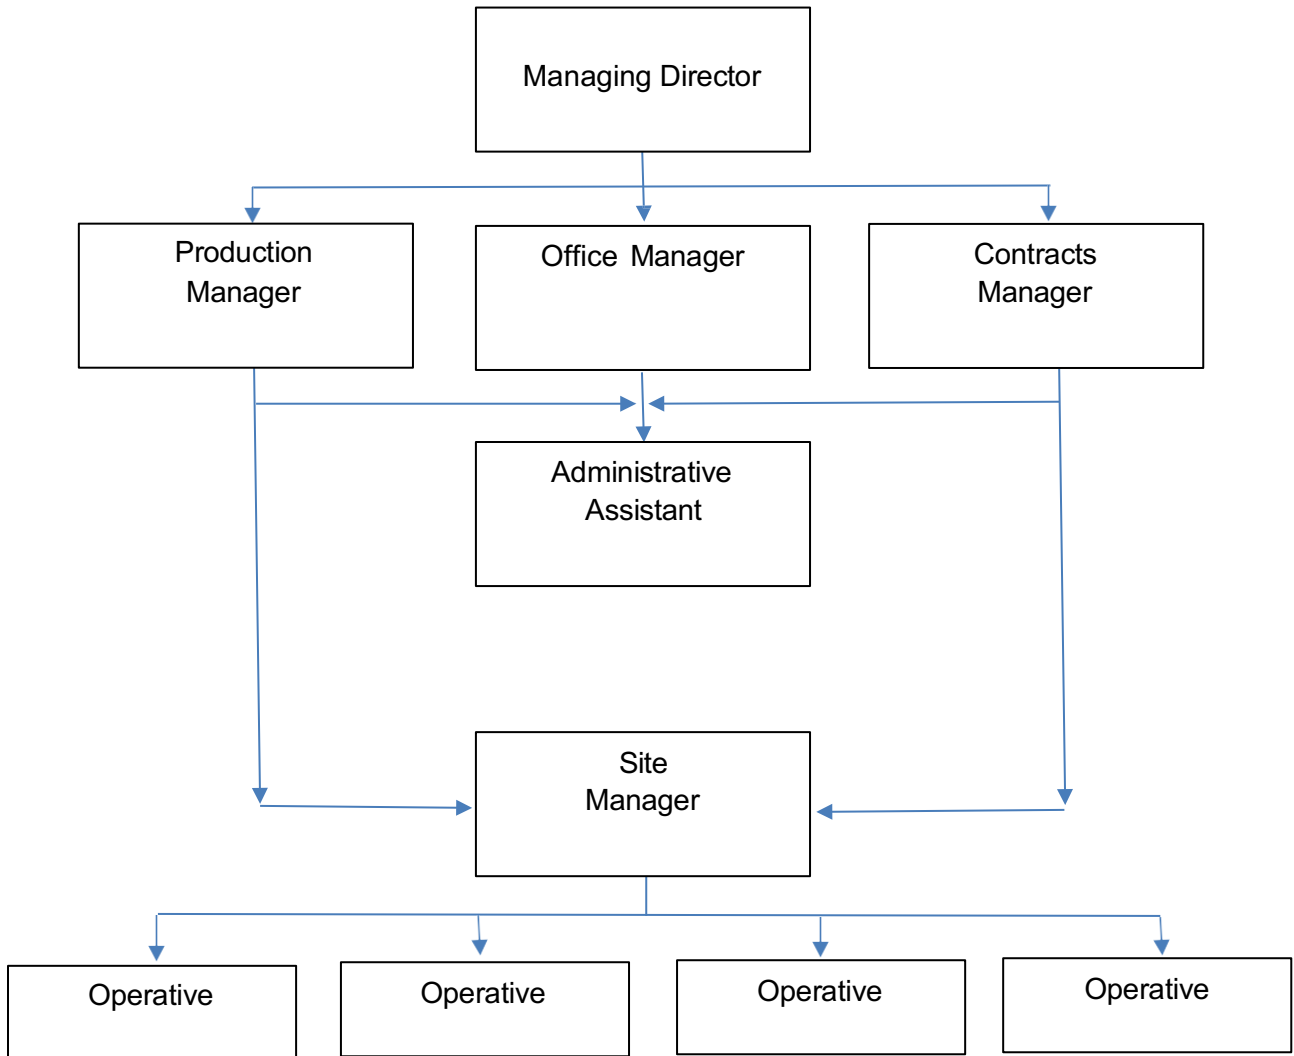 Managing Director
Production
Manager
Office Manager
Contracts
Manager
Administrative
Assistant
Site
Manager
Operative
Operative
Operative
Operative